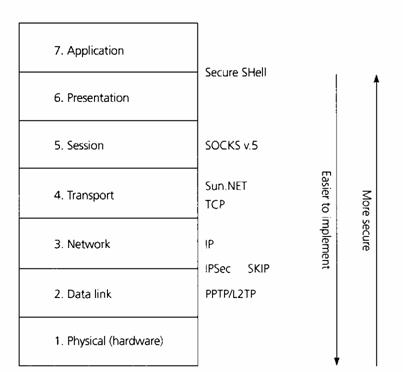 7. Application
Secure SHell
6. Presentation
5. Session SOCKS v.5
Sun.NET
4. Transport
TCP
3. Network IP
IPSec SKIP
2. Data link PPTP/L2TP
1. Physical (hardware)
Easier to implement
More secure